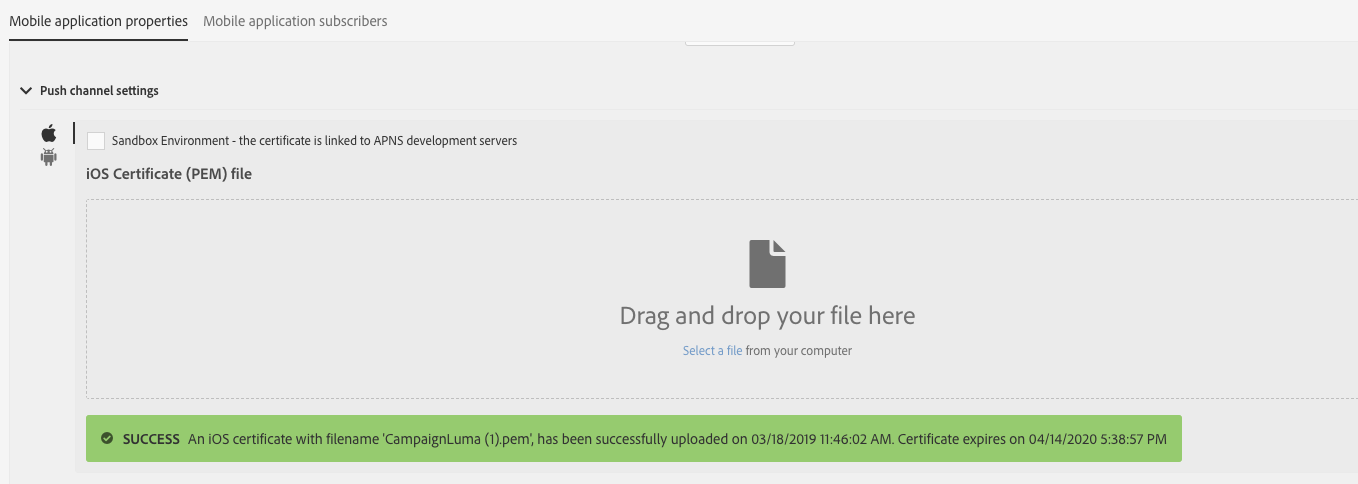 Mobile application properties Mobile application subscribers
Push channel settings
Sandbox Environment - the certificate is linked to APNS development servers
iOS Certificate (PEM) file
Drag and drop your file here
Select a file from your computer
SUCCESS An iOS certificate with filename 'CampaignLuma (1).pem', has been successfully uploaded on 03/18/2019 11:46:02 AM. Certificate expires on 04/14/2020 5:38:57 PM